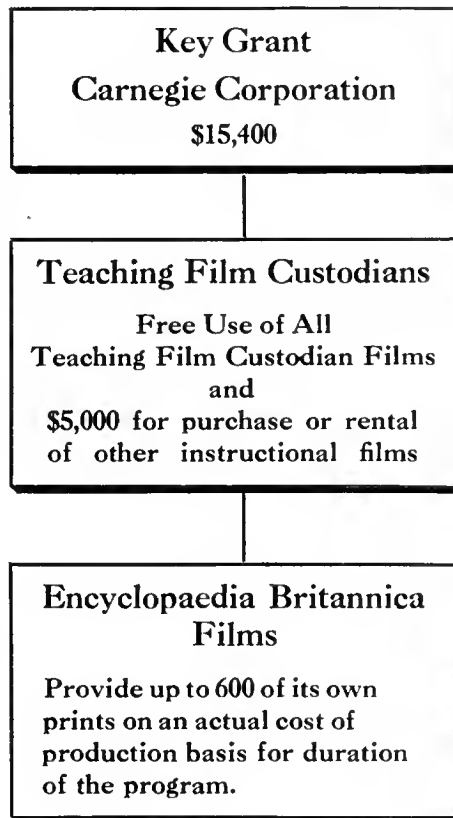 Key Grant
Carnegie Corporation
$15,400
Teaching Film Custodians
Free Use of All
Teaching Film Custodian Films
and
$5,000 for purchase or rental
of other instructional films
Encyclopaedia Britannica
Films
Provide up to 600 of its own
prints on an actual cost of
production basis for duration
of the program.